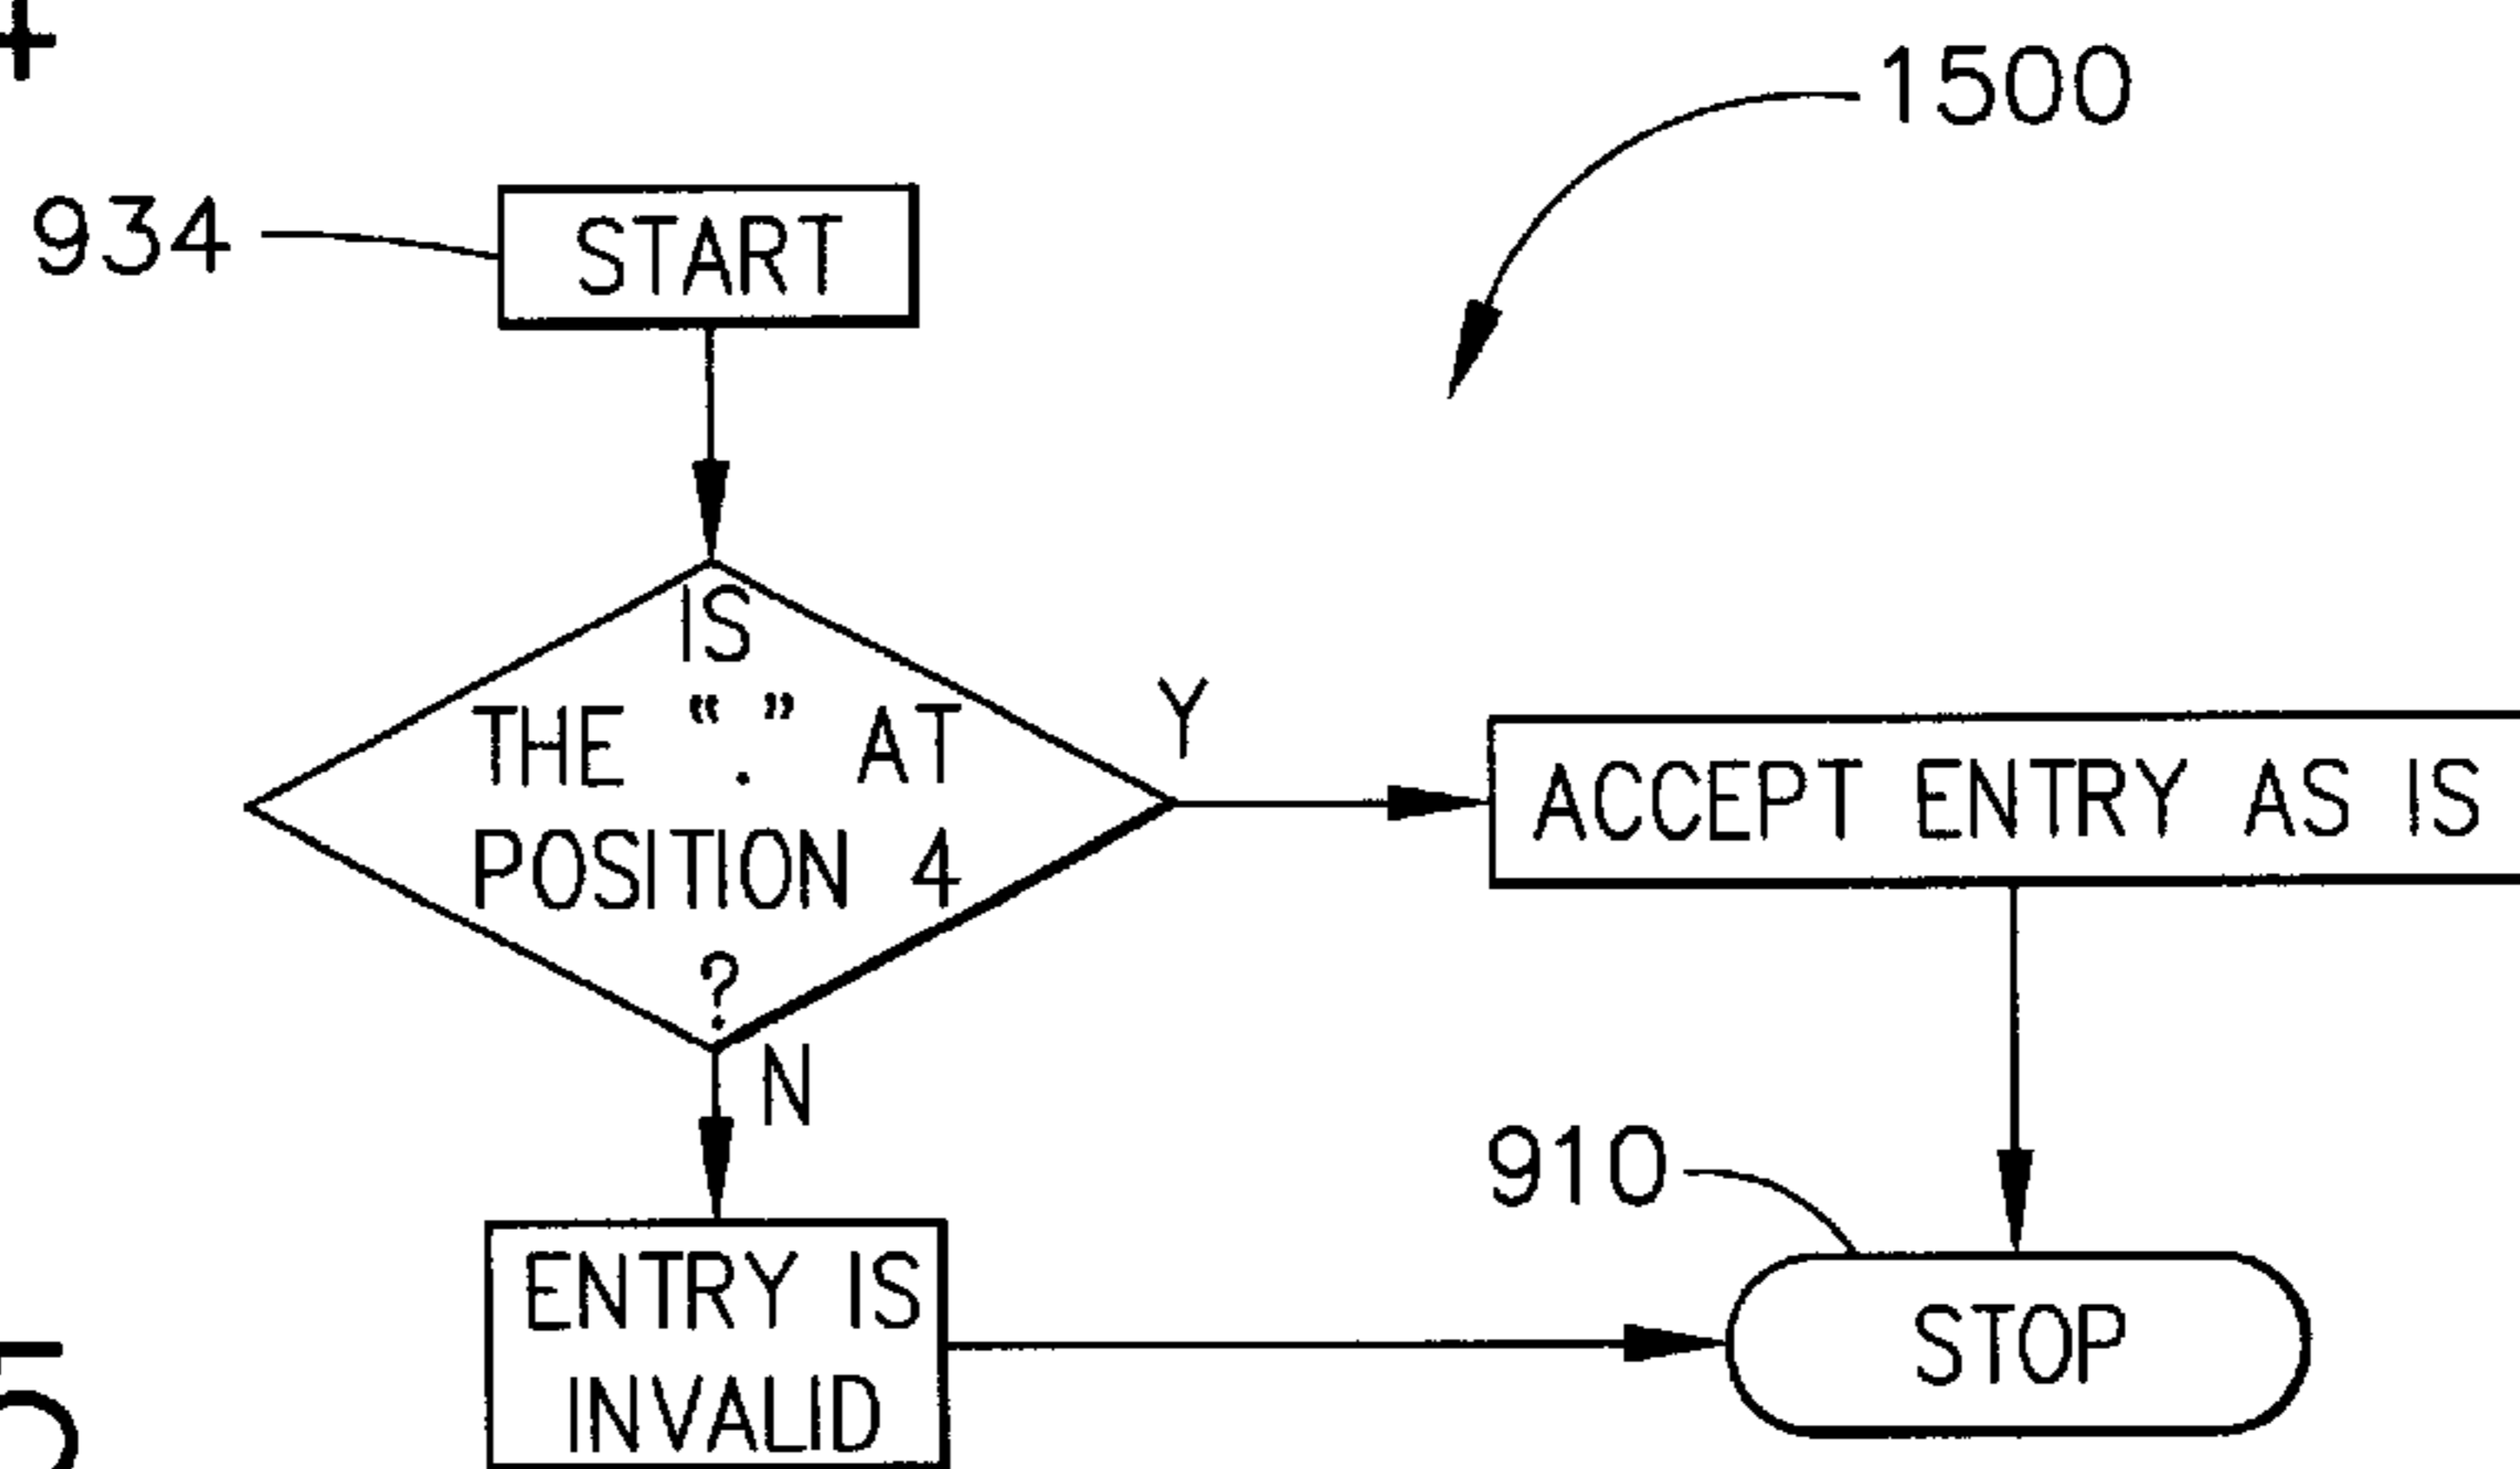 1500
934
START
IS
THE “.” AT
POSITION 4
?
Y
N
ACCEPT ENTRY AS IS
910
ENTRY IS
INVALID
STOP